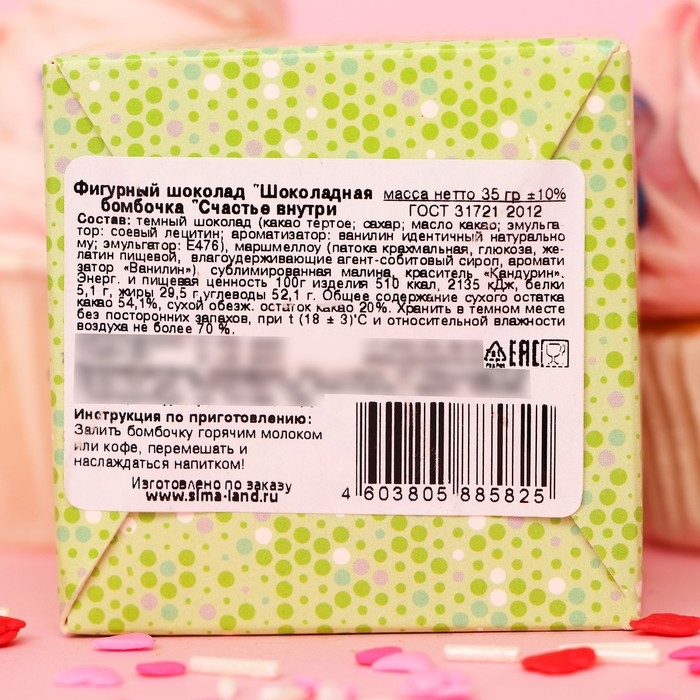 Фигурный шоколад "Шоколадная
бомбочка "Счастье внутри
масса нетто 35 гр ±10%
ГОСТ 31721 2012
Состав: темный шоколад (какао тертое; сахар; масло какао; эмульга-
тор: соевый лецитин; ароматизатор: ванилин идентичный натурально
му; эмульгатор: Е476), маршмеллоу (патока крахмальная, глюкоза, же-
латин пищевой, влагоудерживающие агент-собитовый сироп, аромати
затор «Ванилин»), сублимированная малина, краситель «Кандурин».
Энерг. и пищевая ценность 100г изделия 510 ккал, 2135 кДж, белки
5,1 г, жиры 29,5 г,углеводы 52,1 г. Общее содержание сухого остатка
какао 54,1%, сухой обезж. остаток какао 20%. Хранить в темном месте
без посторонних запахов, при t (18 ± 3)°С и относительной влажности
воздуха не более 70 %.
EAC
Инструкция по приготовлению:
Залить бомбочку горячим молоком
или кофе, перемешать и
наслаждаться напитком!
Изготовлено по заказу
www.sima-land.ru
4 603805 885825